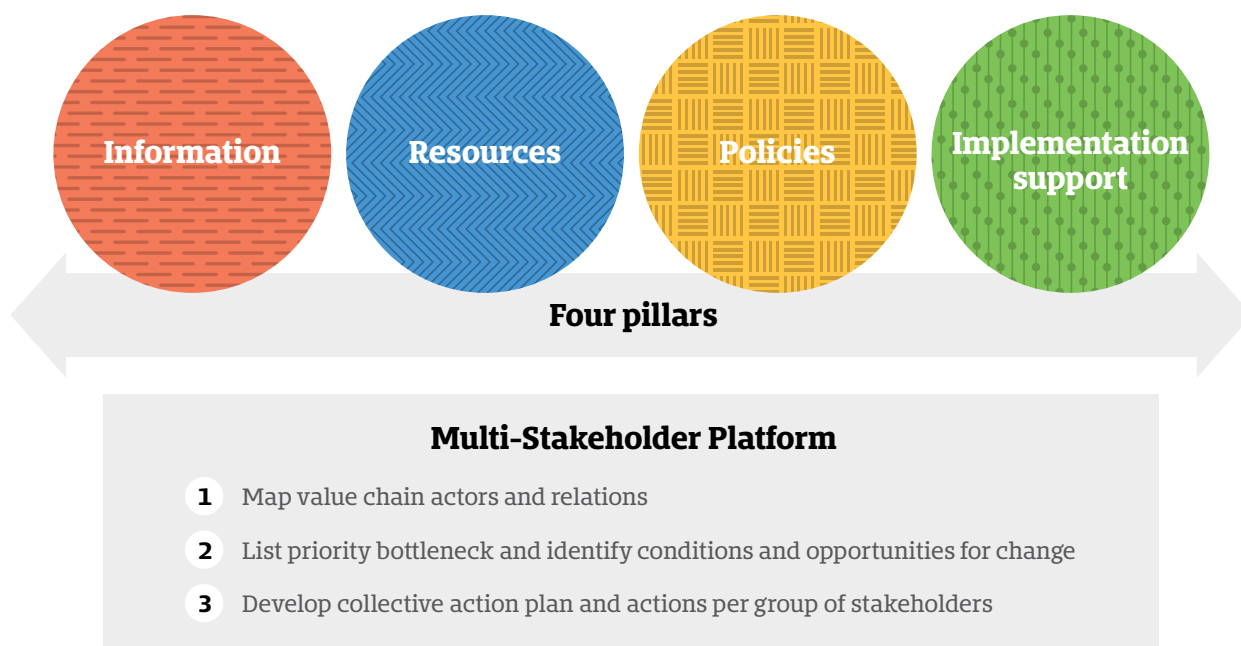 Information
Resources
Policies
Implementation
support
Four pillars
Multi-Stakeholder Platform
1 Map value chain actors and relations
2 List priority bottleneck and identify conditions and opportunities for change
3 Develop collective action plan and actions per group of stakeholders